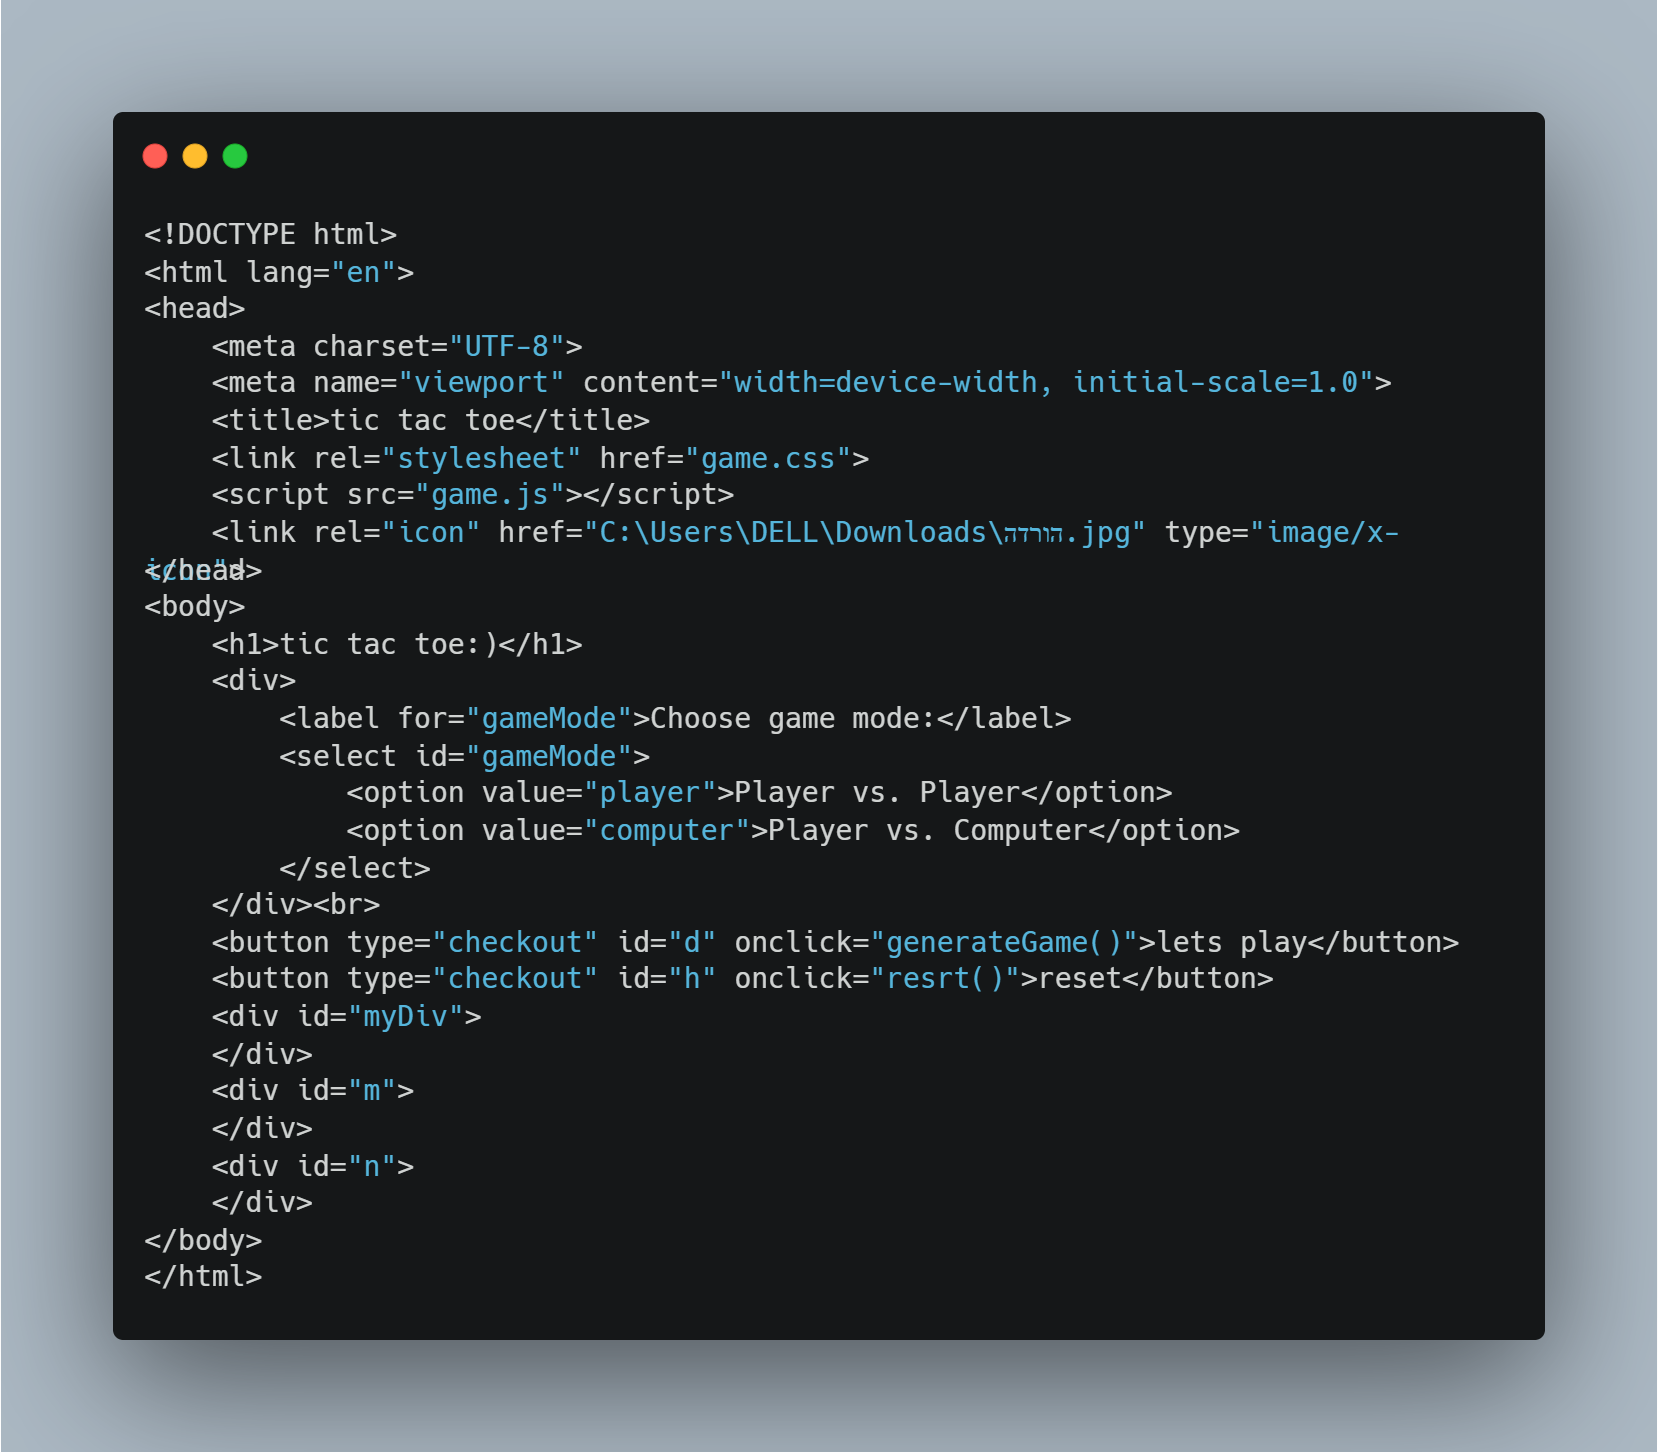 <!DOCTYPE html>
<html lang="en">
<head>
    <meta charset="UTF-8">
    <meta name="viewport" content="width=device-width, initial-scale=1.0">
    <title>tic tac toe</title>
    <link rel="stylesheet" href="game.css">
    <script src="game.js"></script>
    <link rel="icon" href="C:\Users\DELL\Downloads\הורדה.jpg" type="image/x-
icon">
</head>
<body>
    <h1>tic tac toe:)</h1>
    <div>
        <label for="gameMode">Choose game mode:</label>
        <select id="gameMode">
            <option value="player">Player vs. Player</option>
            <option value="computer">Player vs. Computer</option>
        </select>
    </div><br>
    <button type="checkout" id="d" onclick="generateGame()">lets play</button>
    <button type="checkout" id="h" onclick="resrt()">reset</button>
    <div id="myDiv">
    </div>
    <div id="m">
    </div>
    <div id="n">
    </div>
</body>
</html>